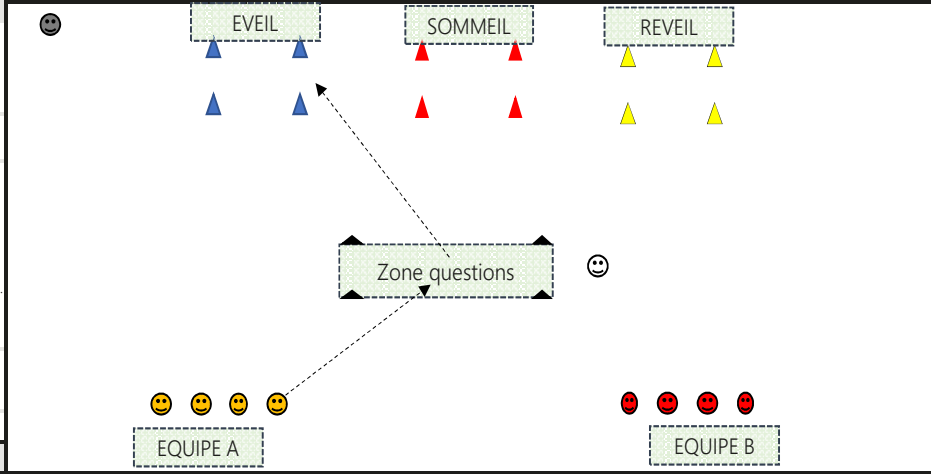 EVEIL
SOMMEIL
REVEIL
Zone questions
EQUIPE A
EQUIPE B